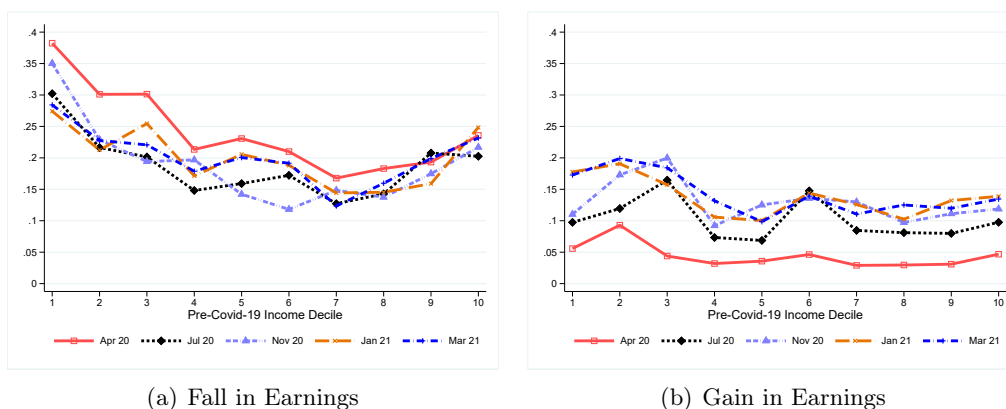 .4
.35
.3
.25
.2
.15
.1
.05
0
1 2 3 4 5 6 7 8 9 10
Pre-Covid-19 Income Decile
Apr 20 Jul 20 Nov 20 Jan 21 Mar 21
(a) Fall in Earnings
.4
.35
.3
.25
.2
.15
.1
.05
0
1 2 3 4 5 6 7 8 9 10
Pre-Covid-19 Income Decile
Apr 20 Jul 20 Nov 20 Jan 21 Mar 21
(b) Gain in Earnings